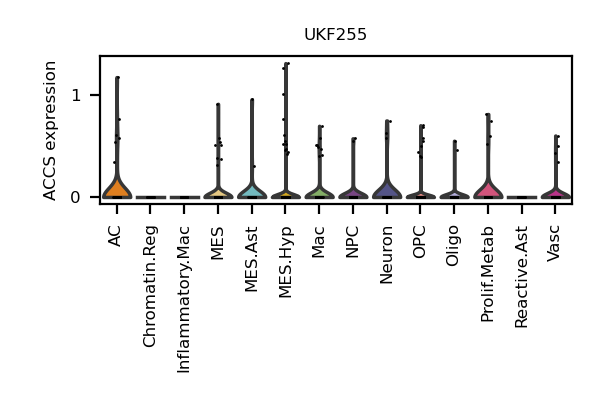 UKF255
ACCS expression
1
0
AC
Chromatin.Reg
Inflammatory.Mac
MES
MES.Ast
MES.Hyp
Mac
NPC
Neuron
OPC
Oligo
Prolif.Metab
Reactive.Ast
Vasc